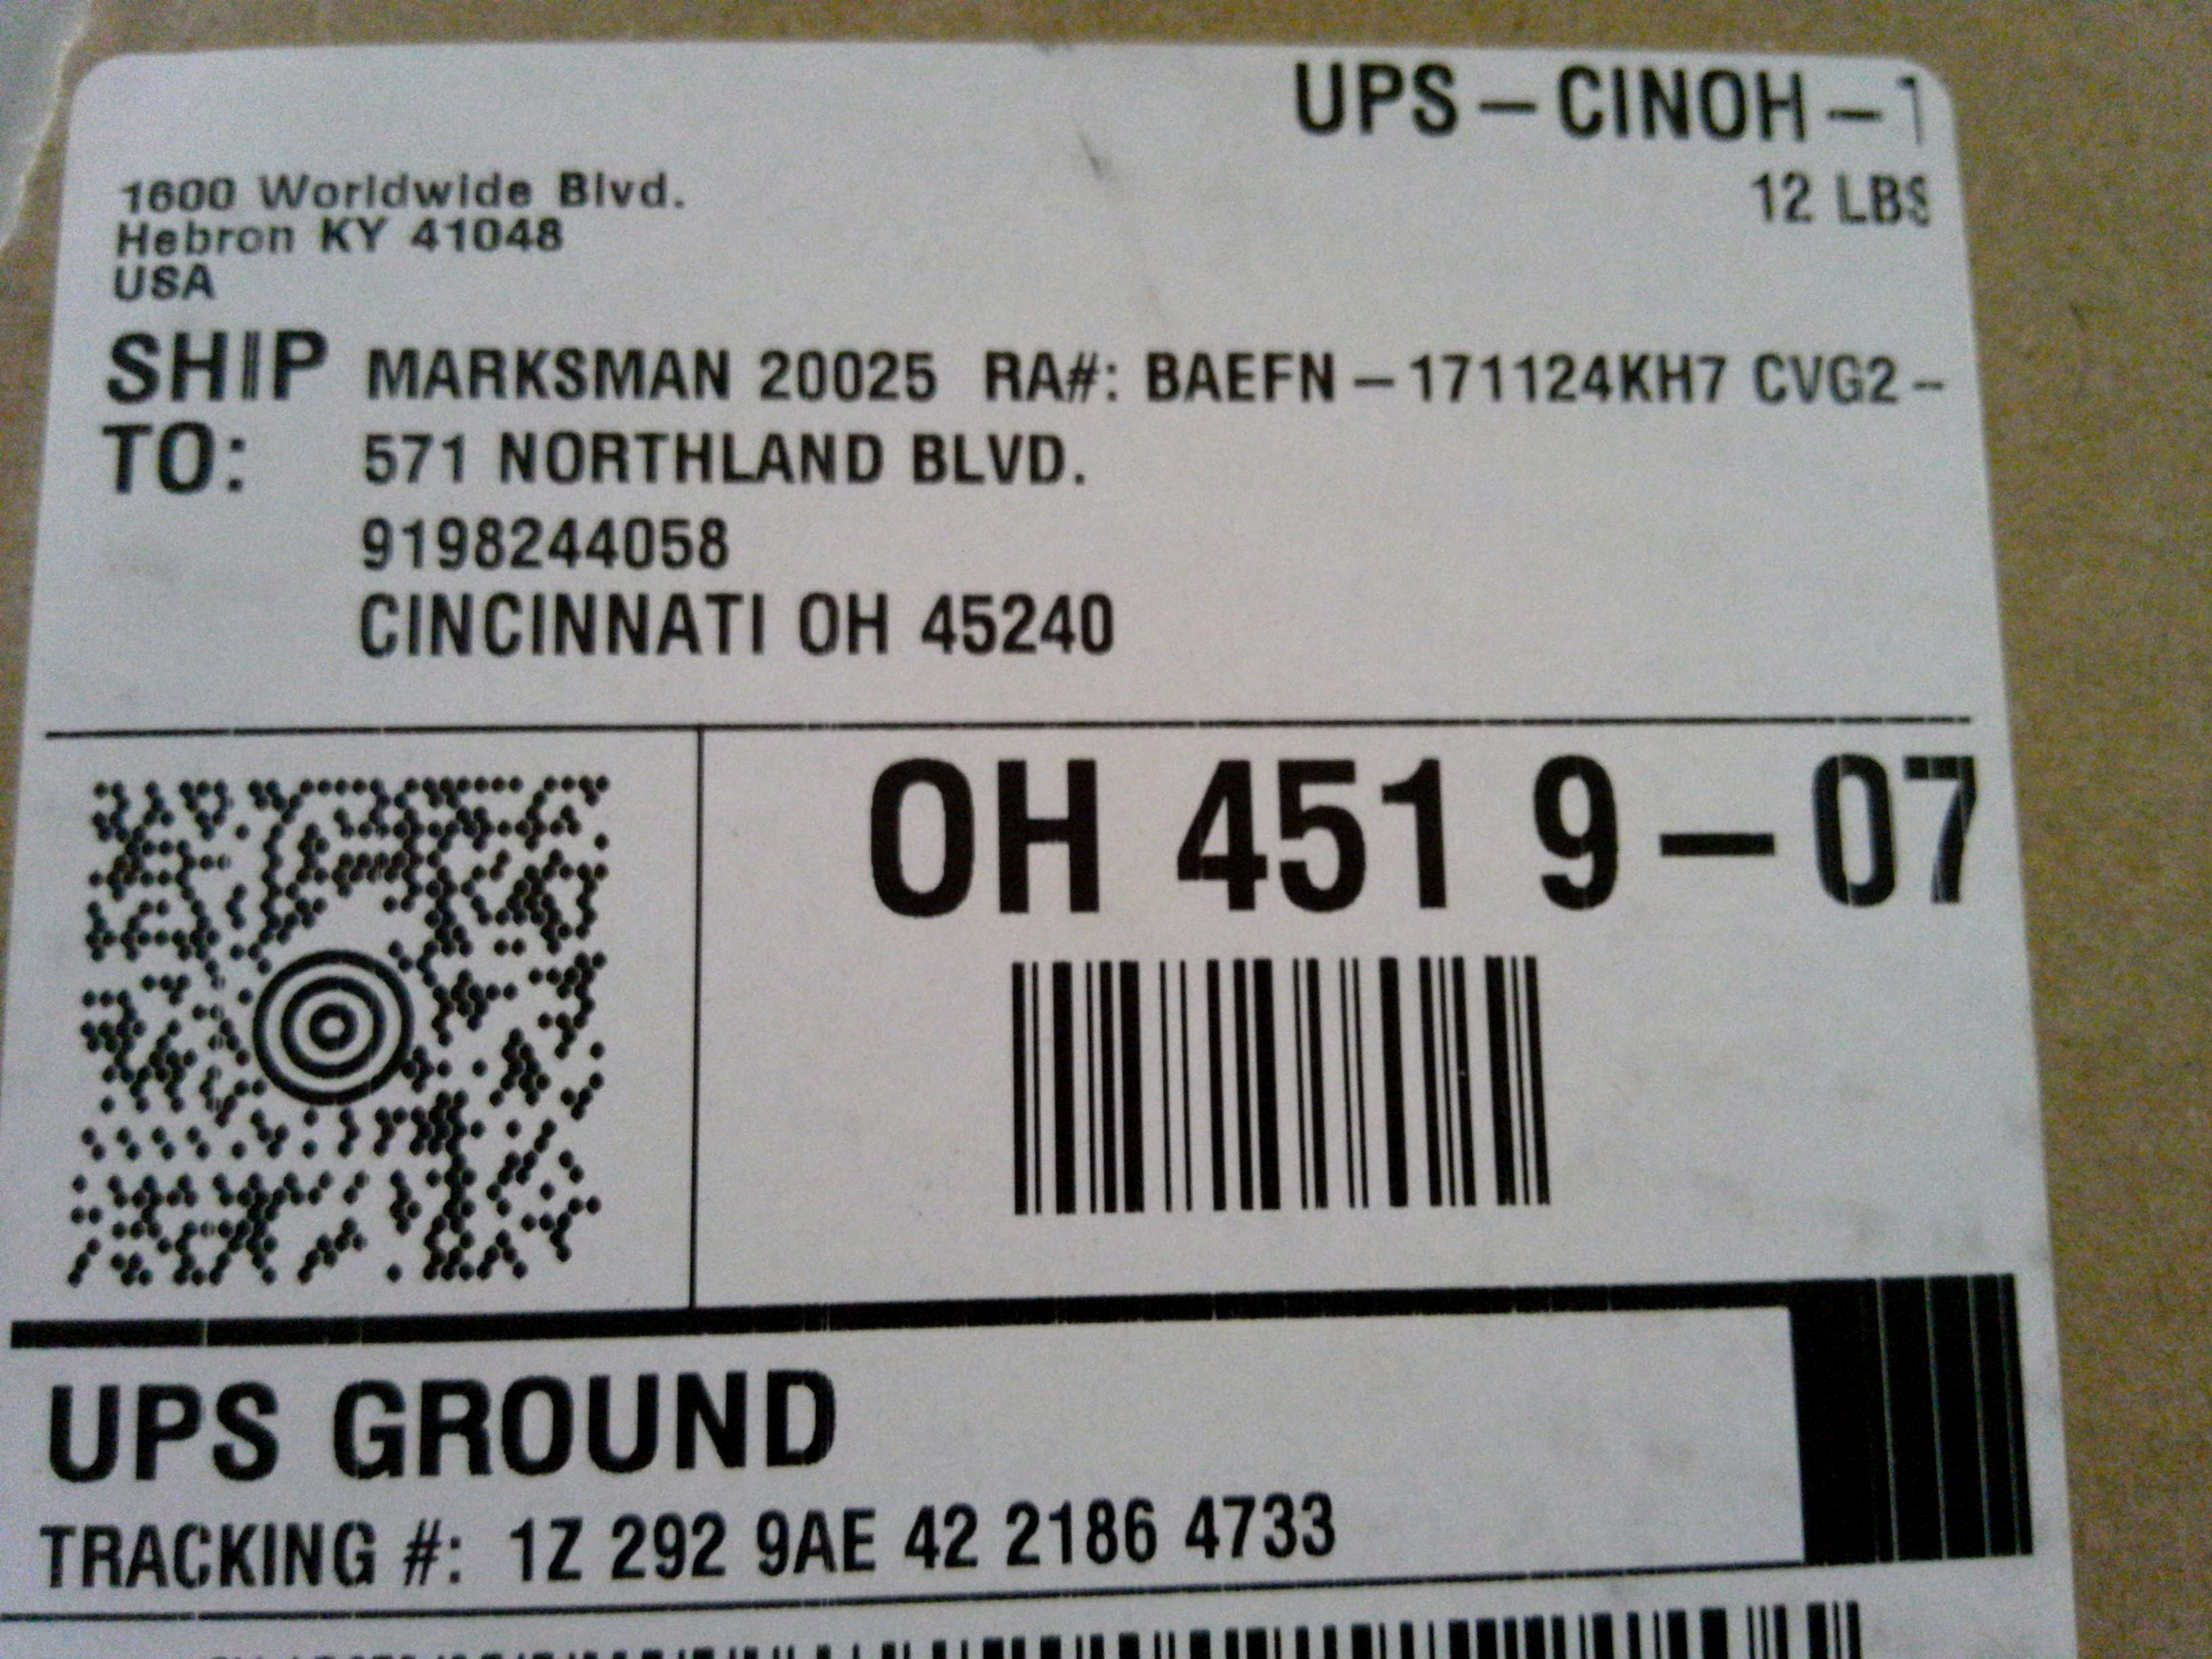 UPS – CINOH – 1
1600 Worldwide Blvd.
Hebron KY 41048
USA
12 LBS
SHIP TO:
MARKSMAN 20025 RA#: BAEFN – 171124KH7 CVG2 –
571 NORTHLAND BLVD.
9198244058
CINCINNATI OH 45240
OH 451 9 – 07
UPS GROUND
TRACKING #: 1Z 292 9AE 42 2186 4733